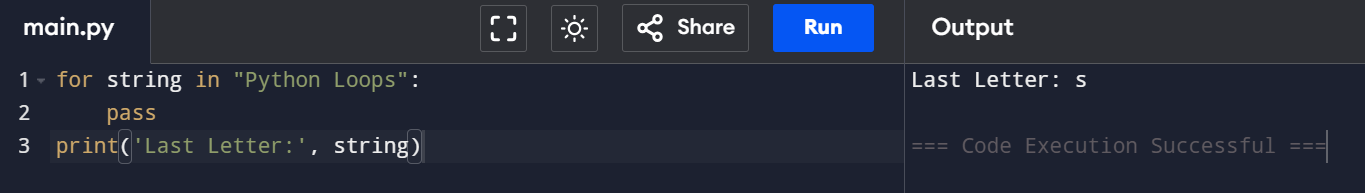 main.py Share Run Output
1 for string in "Python Loops":
2     pass
3 print('Last Letter:', string)
Last Letter: s
=== Code Execution Successful ===